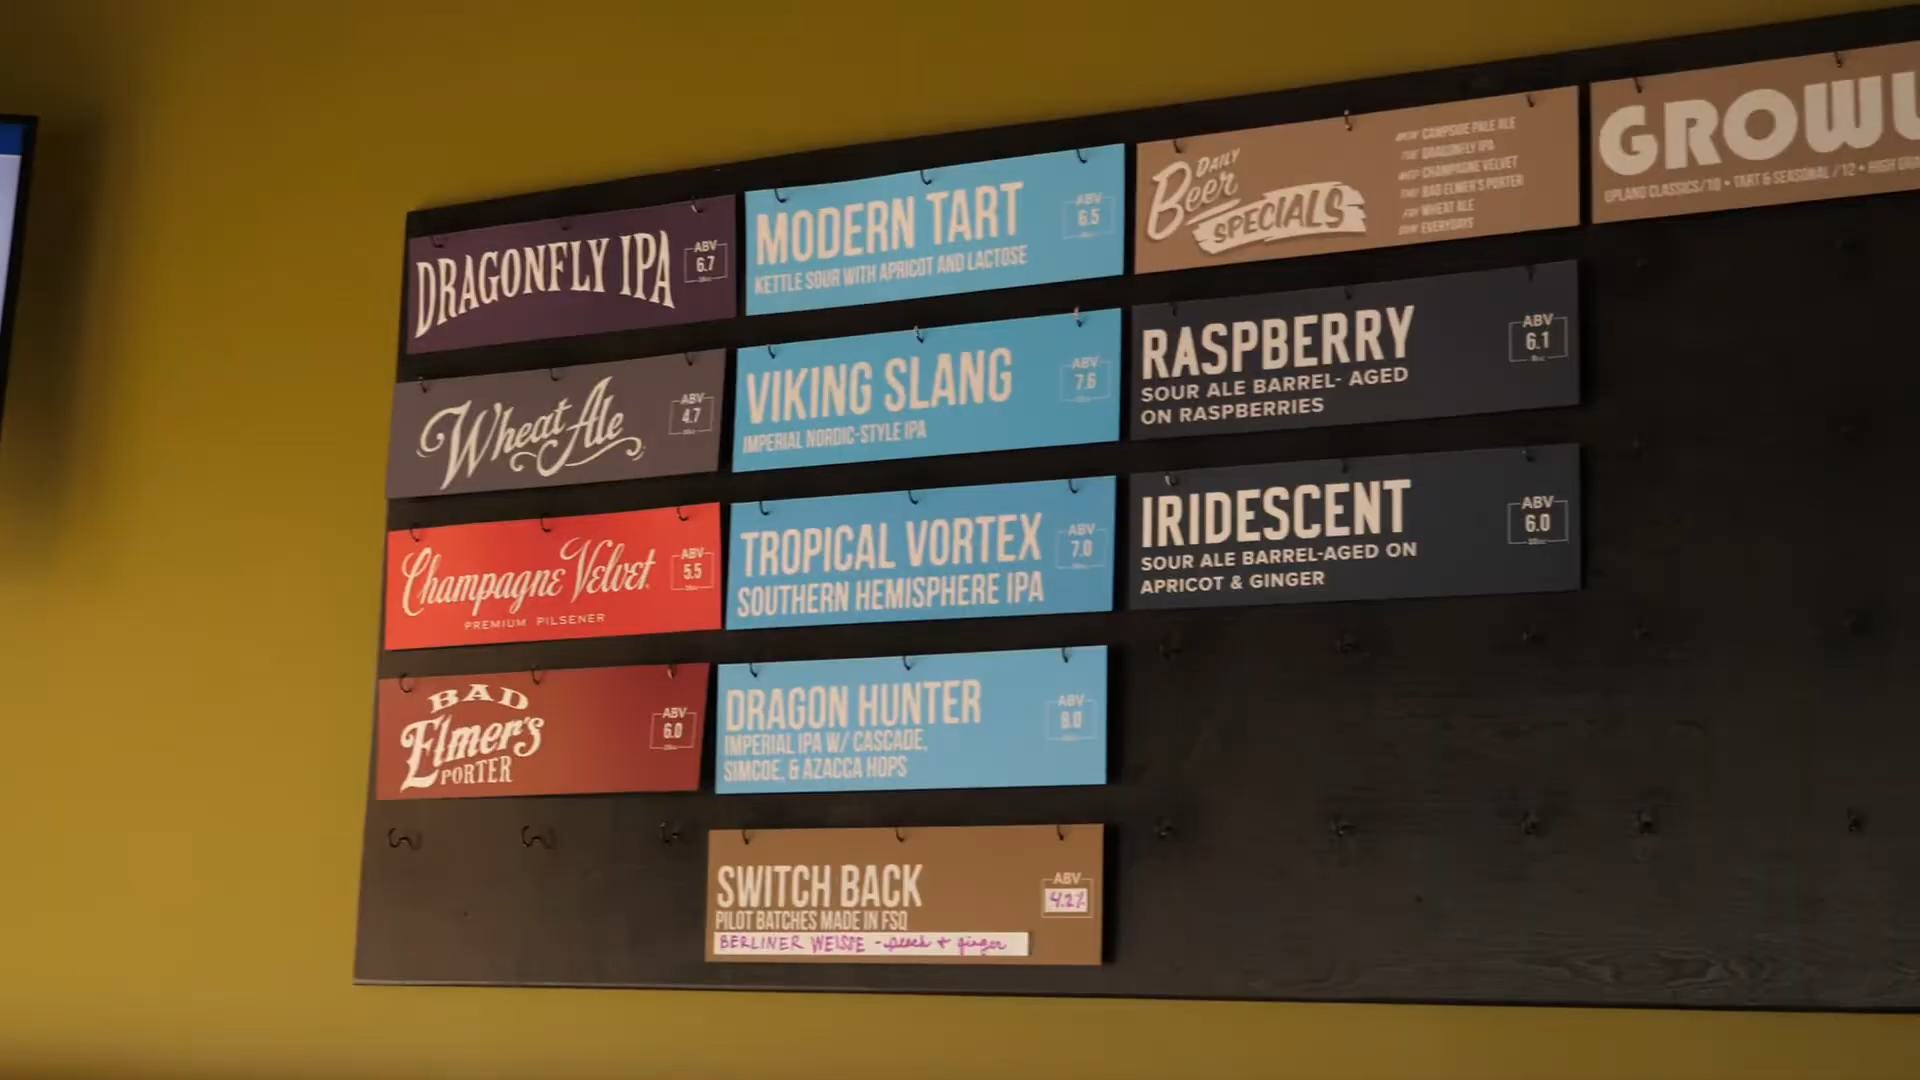 DRAGONFLY IPA
ABV
6.7
Wheat Ale
ABV
4.7
Champagne Velvet
PREMIUM PILSENER
ABV
5.5
BAD
Elmer's
PORTER
ABV
6.0
MODERN TART
KETTLE SOUR WITH APRICOT AND LACTOSE
ABV
6.5
VIKING SLANG
IMPERIAL NORDIC-STYLE IPA
ABV
7.6
TROPICAL VORTEX
SOUTHERN HEMISPHERE IPA
ABV
7.0
DRAGON HUNTER
IMPERIAL IPA W/ CASCADE,
SIMCOE, & AZACCA HOPS
ABV
8.0
SWITCH BACK
PILOT BATCHES MADE IN FSQ
BERLINER WEISSE - peach + ginger
ABV
4.2%
DAILY
Beer
SPECIALS
CAMPSIDE PALE ALE
DRAGONFLY IPA
CHAMPAGNE VELVET
BAD ELMER'S PORTER
WHEAT ALE
EVERYDAYS
RASPBERRY
SOUR ALE BARREL- AGED
ON RASPBERRIES
ABV
6.1
IRIDESCENT
SOUR ALE BARREL-AGED ON
APRICOT & GINGER
ABV
6.0
GROWL
UPLAND CLASSICS/10 • TART & SEASONAL /12 • HIGH